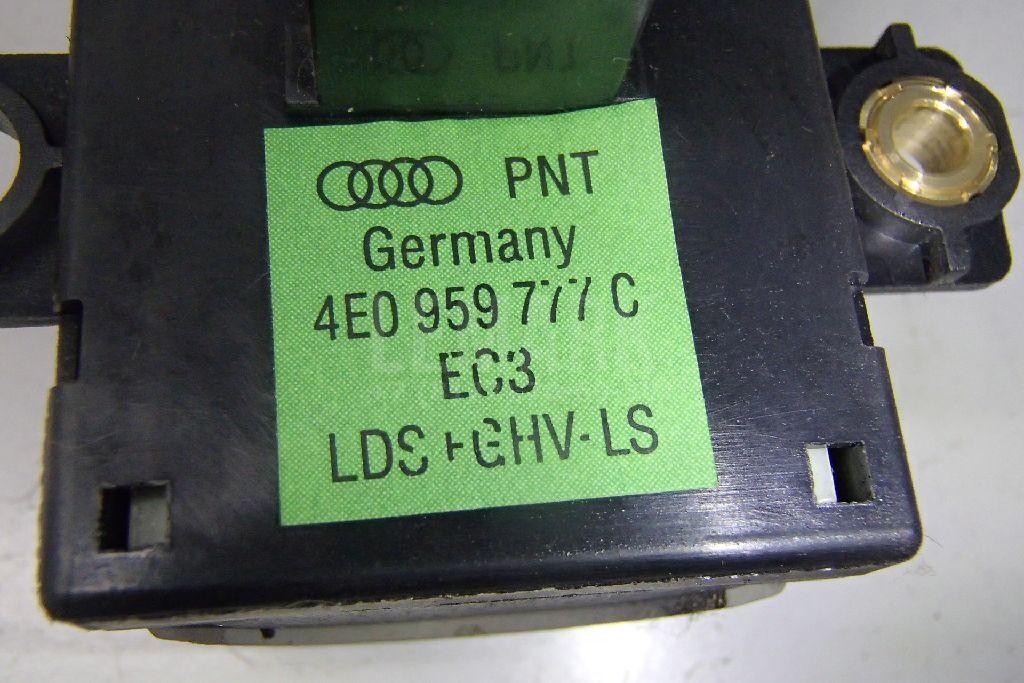 PNT
Germany
4E0 959 777 C
EC3
LDS+GHV-LS